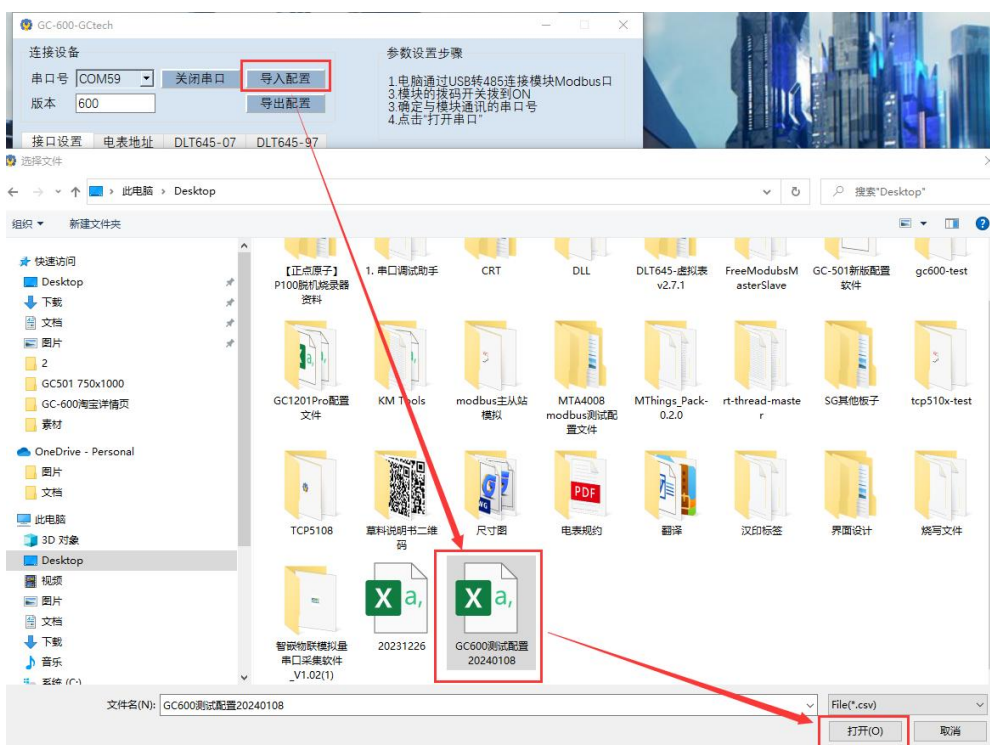 GC-600-GCtech
连接设备
串口号 COM59 关闭串口 导入配置
版本 600 导出配置
参数设置步骤
1.电脑通过USB转485连接模块Modbus口
3.模块的拨码开关拨到ON
3.确定与模块通讯的串口号
4.点击“打开串口”
接口设置 电表地址 DLT645-07 DLT645-97
选择文件
此电脑 › Desktop
搜索"Desktop"
组织 新建文件夹
快速访问
Desktop
下载
文档
图片
2
GC501 750x1000
GC-600淘宝详情页
素材
OneDrive - Personal
图片
文档
此电脑
3D 对象
Desktop
视频
图片
文档
下载
音乐
系统 (C:)
【正点原子】
P100脱机烧录器
资料
1. 串口调试助手
CRT
DLL
DLT645-虚拟表
v2.7.1
FreeModubsM
asterSlave
GC-501新版配置
软件
gc600-test
GC1201Pro配置
文件
KM Tools
modbus主从站
模拟
MTA4008
modbus测试配
置文件
MThings_Pack-
0.2.0
rt-thread-maste
r
SG其他板子
tcp510x-test
TCP5108
草料说明书二维
码
尺寸图
PDF
电表规约
翻译
汉印标签
界面设计
烧写文件
智嵌物联模拟量
串口采集软件
_V1.02(1)
X a,
20231226
X a,
GC600测试配置
20240108
文件名(N): GC600测试配置20240108
File(*.csv)
打开(O) 取消